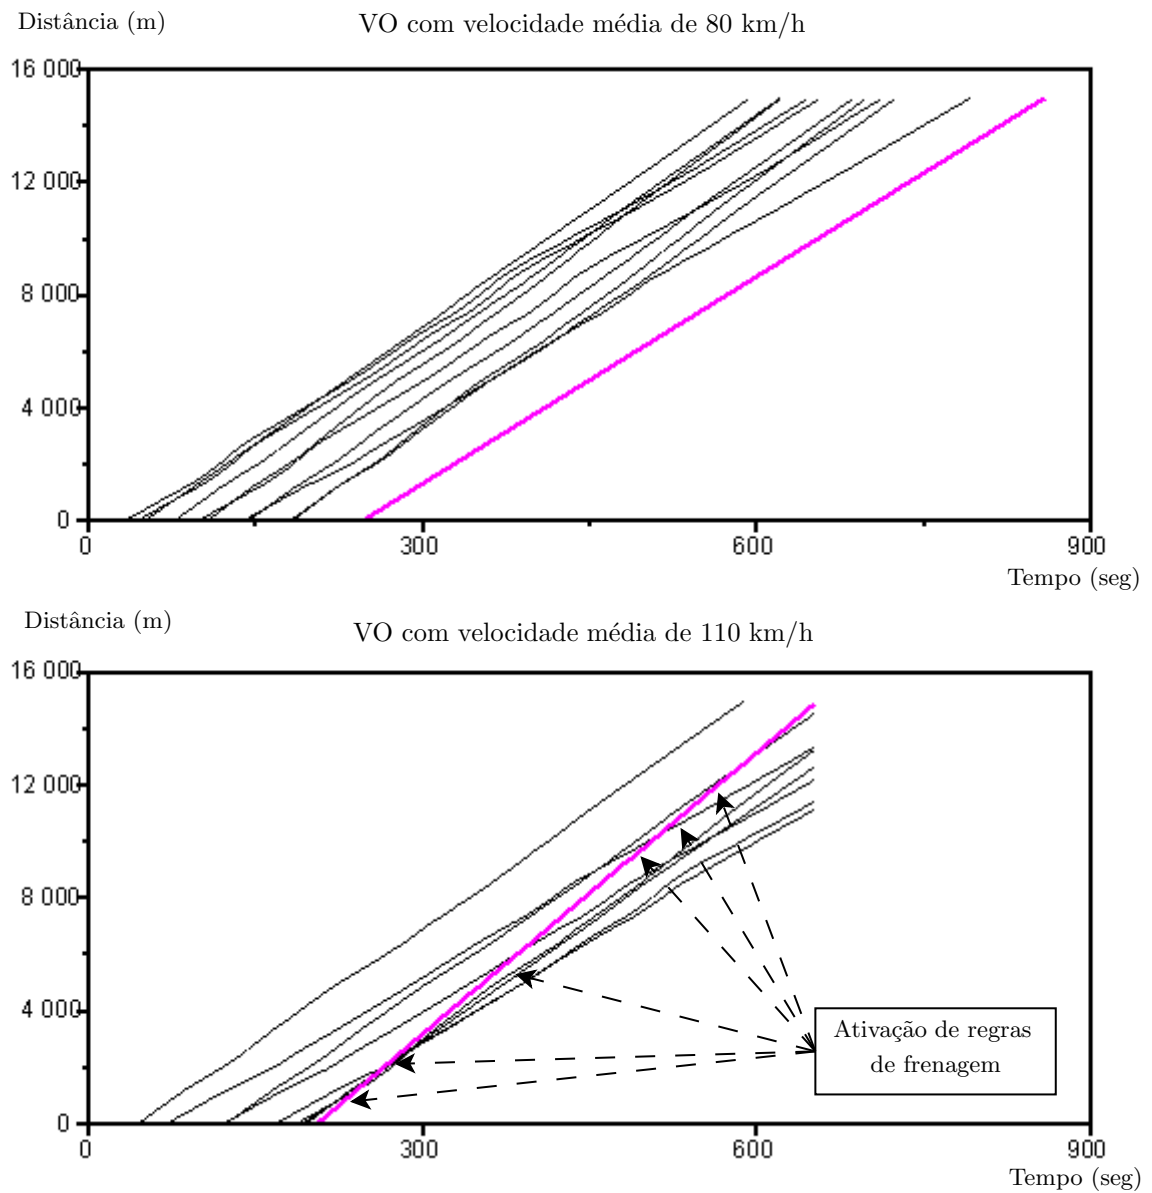 Distância (m)
VO com velocidade média de 80 km/h
16 000
12 000
8 000
4 000
0
0
300
600
900
Tempo (seg)
Distância (m)
VO com velocidade média de 110 km/h
16 000
12 000
8 000
4 000
Ativação de regras
de frenagem
0
0
300
600
900
Tempo (seg)